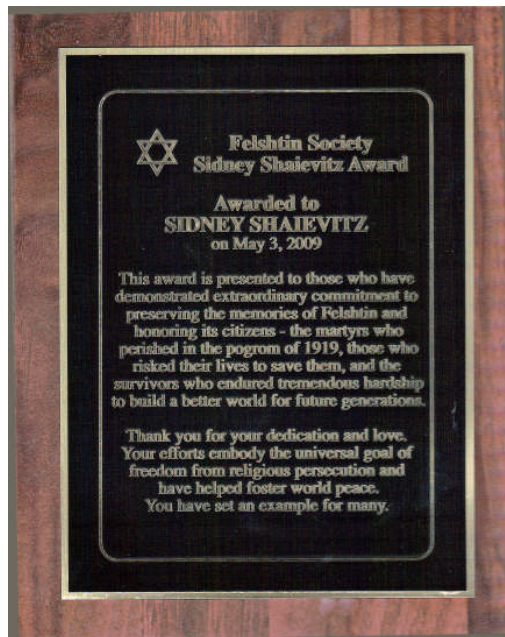 Felshtin Society
Sidney Shaievitz Award
Awarded to
SIDNEY SHAIEVITZ
on May 3, 2009
This award is presented to those who have
demonstrated extraordinary commitment to
preserving the memories of Felshtin and
honoring its citizens - the martyrs who
perished in the pogrom of 1919, those who
risked their lives to save them, and the
survivors who endured tremendous hardship
to build a better world for future generations.
Thank you for your dedication and love.
Your efforts embody the universal goal of
freedom from religious persecution and
have helped foster world peace.
You have set an example for many.